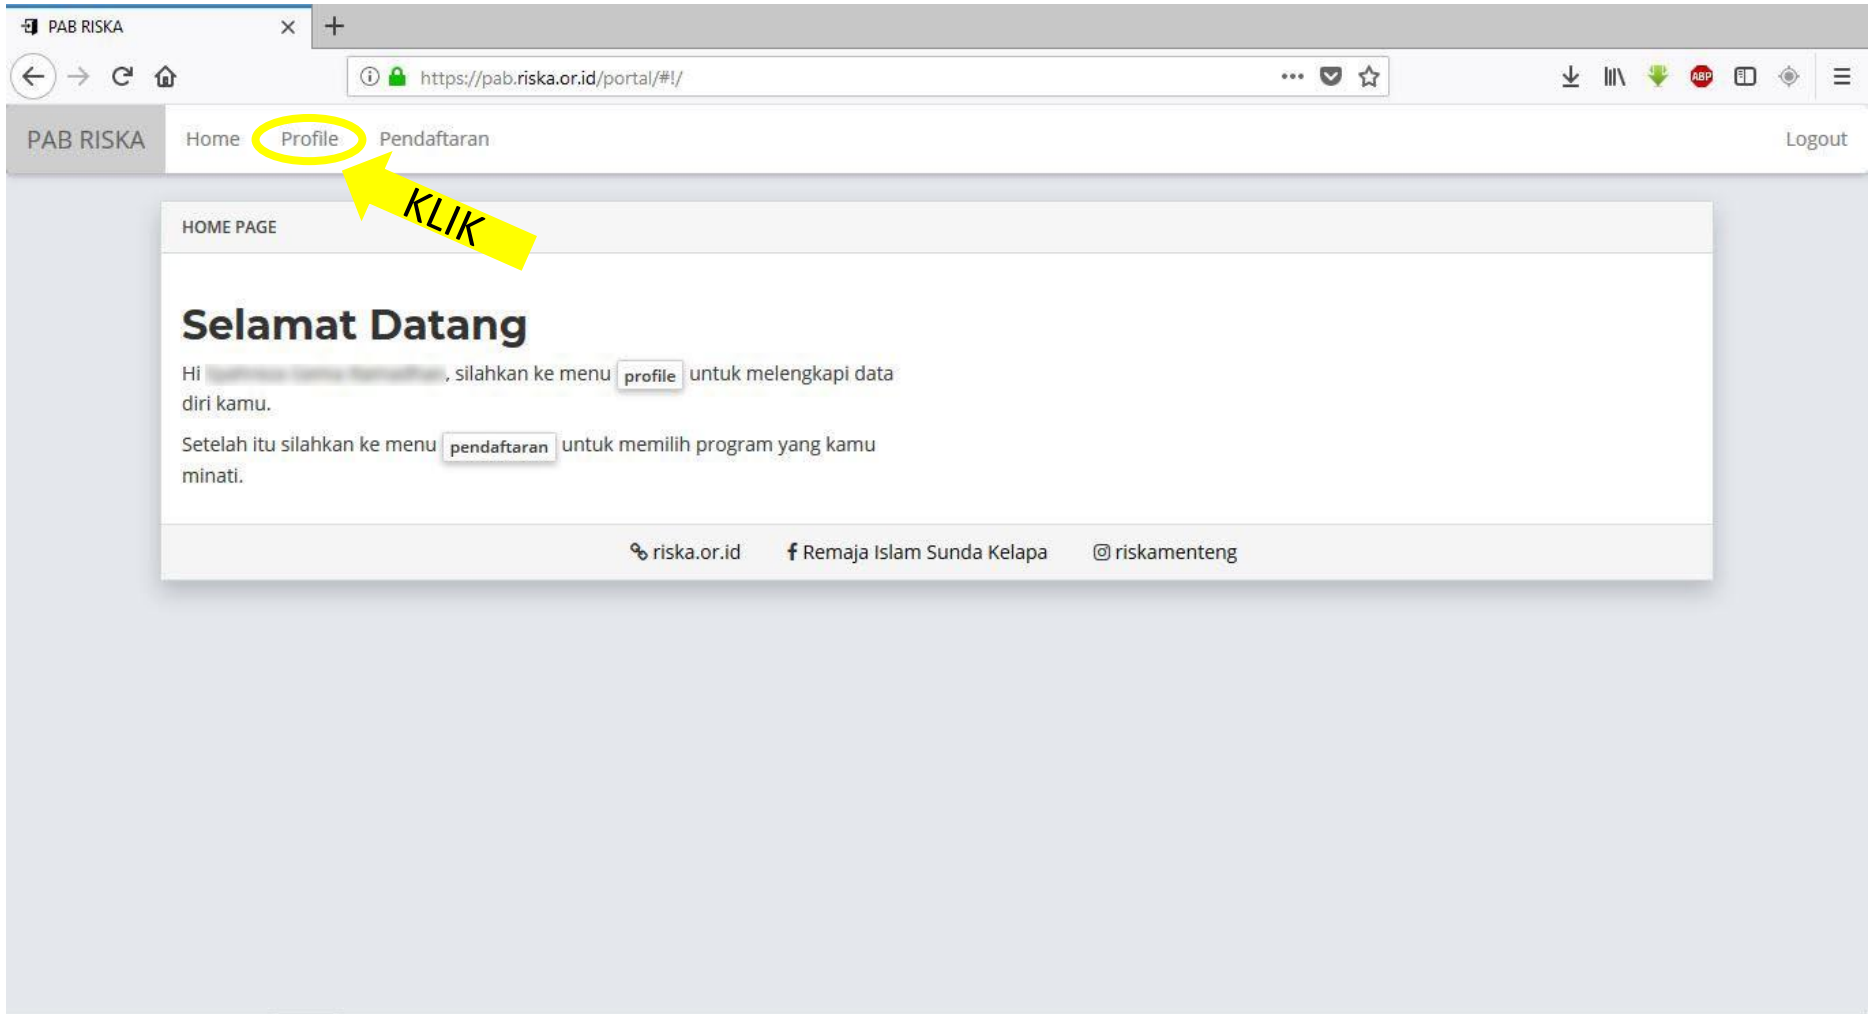 PAB RISKA
https://pab.riska.or.id/portal/#!/
ABP
PAB RISKA Home Profile Pendaftaran Logout
KLIK
HOME PAGE
Selamat Datang
Hi , silahkan ke menu profile untuk melengkapi data
diri kamu.
Setelah itu silahkan ke menu pendaftaran untuk memilih program yang kamu
minati.
riska.or.id Remaja Islam Sunda Kelapa riskamenteng